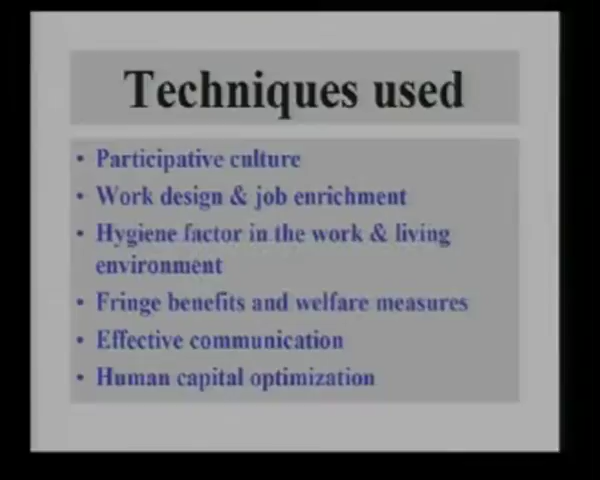 Techniques used
• Participative culture
• Work design & job enrichment
• Hygiene factor in the work & living
environment
• Fringe benefits and welfare measures
• Effective communication
• Human capital optimization